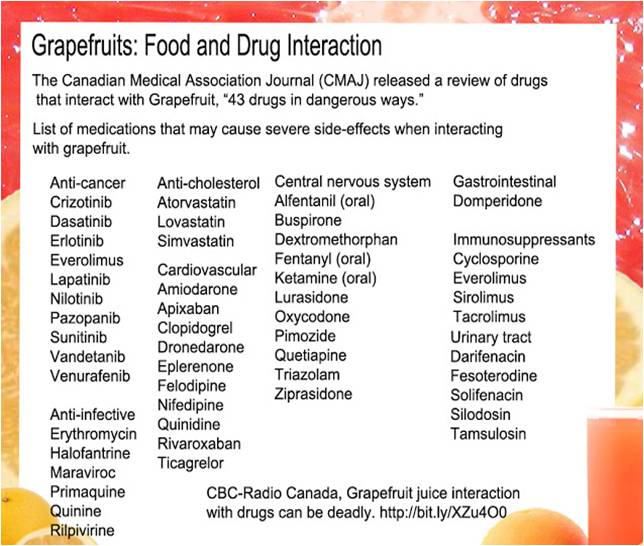 Grapefruits: Food and Drug Interaction
The Canadian Medical Association Journal (CMAJ) released a review of drugs
that interact with Grapefruit, “43 drugs in dangerous ways.”
List of medications that may cause severe side-effects when interacting
with grapefruit.
Anti-cancer
Crizotinib
Dasatinib
Erlotinib
Everolimus
Lapatinib
Nilotinib
Pazopanib
Sunitinib
Vandetanib
Venurafenib
Anti-infective
Erythromycin
Halofantrine
Maraviroc
Primaquine
Quinine
Rilpivirine
Anti-cholesterol
Atorvastatin
Lovastatin
Simvastatin
Cardiovascular
Amiodarone
Apixaban
Clopidogrel
Dronedarone
Eplerenone
Felodipine
Nifedipine
Quinidine
Rivaroxaban
Ticagrelor
Central nervous system
Alfentanil (oral)
Buspirone
Dextromethorphan
Fentanyl (oral)
Ketamine (oral)
Lurasidone
Oxycodone
Pimozide
Quetiapine
Triazolam
Ziprasidone
Gastrointestinal
Domperidone
Immunosuppressants
Cyclosporine
Everolimus
Sirolimus
Tacrolimus
Urinary tract
Darifenacin
Fesoterodine
Solifenacin
Silodosin
Tamsulosin
CBC-Radio Canada, Grapefruit juice interaction
with drugs can be deadly. http://bit.ly/XZu4O0